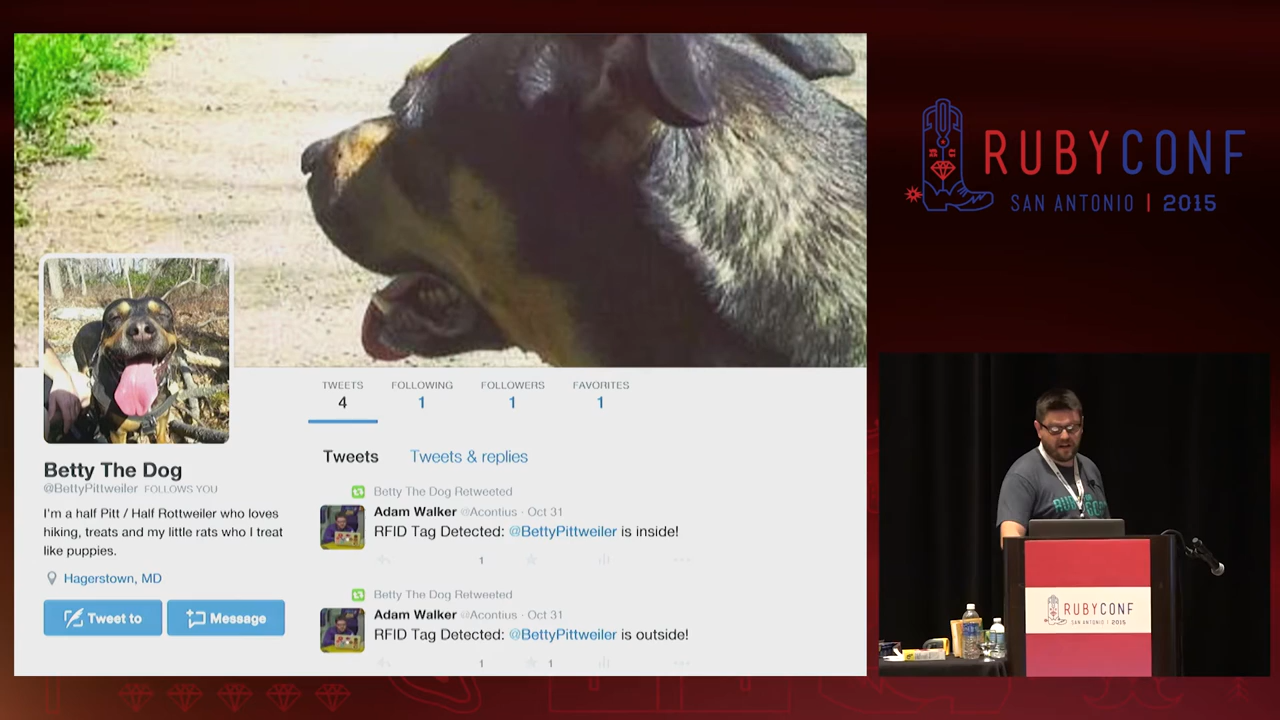 RUBYCONF
SAN ANTONIO | 2015
TWEETS
4
FOLLOWING
1
FOLLOWERS
1
FAVORITES
1
Tweets
Tweets & replies
Betty The Dog
@BettyPittweiler FOLLOWS YOU
I'm a half Pitt / Half Rottweiler who loves
hiking, treats and my little rats who I treat
like puppies.
Hagerstown, MD
Tweet to
Message
Betty The Dog Retweeted
Adam Walker @Acontius · Oct 31
RFID Tag Detected: @BettyPittweiler is inside!
1
Betty The Dog Retweeted
Adam Walker @Acontius · Oct 31
RFID Tag Detected: @BettyPittweiler is outside!
1
1
RUBYCONF
SAN ANTONIO | 2015